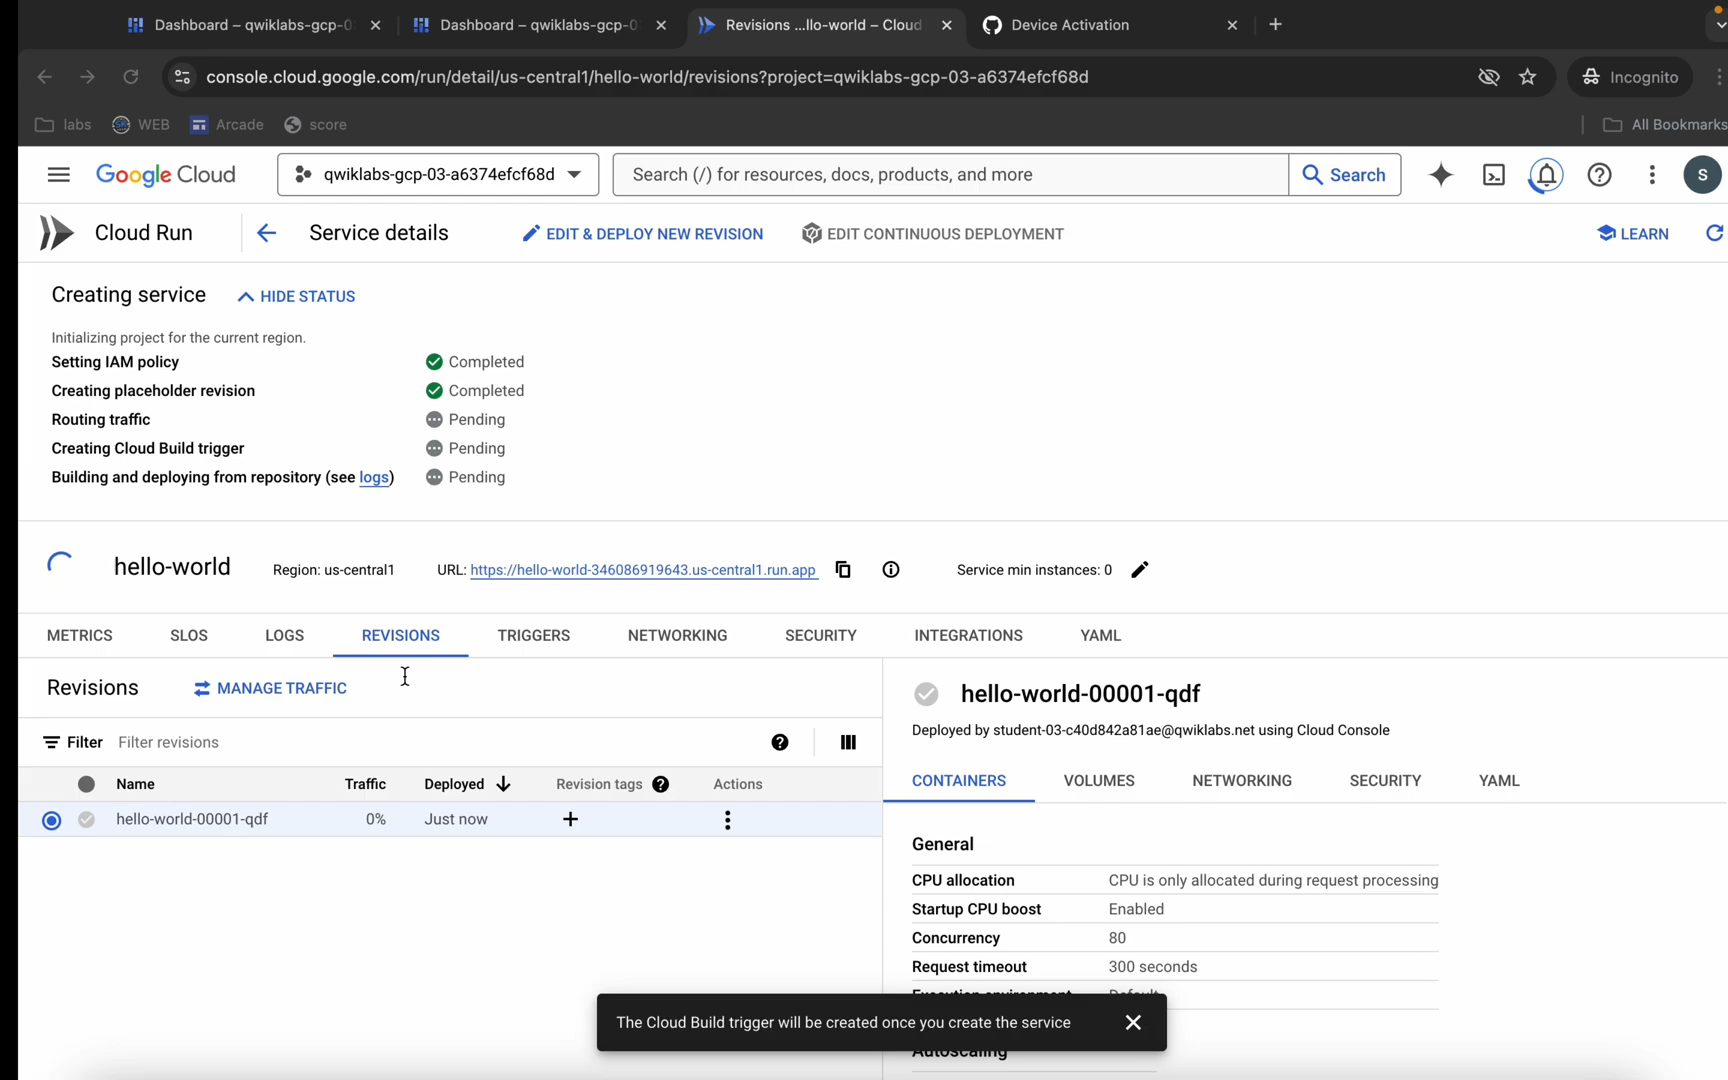 Dashboard – qwiklabs-gcp-0
Dashboard – qwiklabs-gcp-0
Revisions ...llo-world – Cloud
Device Activation
console.cloud.google.com/run/detail/us-central1/hello-world/revisions?project=qwiklabs-gcp-03-a6374efcf68d
Incognito
labs
WEB
Arcade
score
All Bookmarks
Google Cloud
qwiklabs-gcp-03-a6374efcf68d
Search (/) for resources, docs, products, and more
Search
S
Cloud Run
Service details
EDIT & DEPLOY NEW REVISION
EDIT CONTINUOUS DEPLOYMENT
LEARN
Creating service
HIDE STATUS
Initializing project for the current region.
Setting IAM policy Completed
Creating placeholder revision Completed
Routing traffic Pending
Creating Cloud Build trigger Pending
Building and deploying from repository (see logs) Pending
hello-world
Region: us-central1
URL: https://hello-world-346086919643.us-central1.run.app
Service min instances: 0
METRICS
SLOS
LOGS
REVISIONS
TRIGGERS
NETWORKING
SECURITY
INTEGRATIONS
YAML
Revisions
MANAGE TRAFFIC
Filter Filter revisions
Name Traffic Deployed Revision tags Actions
hello-world-00001-qdf 0% Just now
hello-world-00001-qdf
Deployed by student-03-c40d842a81ae@qwiklabs.net using Cloud Console
CONTAINERS
VOLUMES
NETWORKING
SECURITY
YAML
General
CPU allocation CPU is only allocated during request processing
Startup CPU boost Enabled
Concurrency 80
Request timeout 300 seconds
Execution environment Default
The Cloud Build trigger will be created once you create the service
Autoscaling